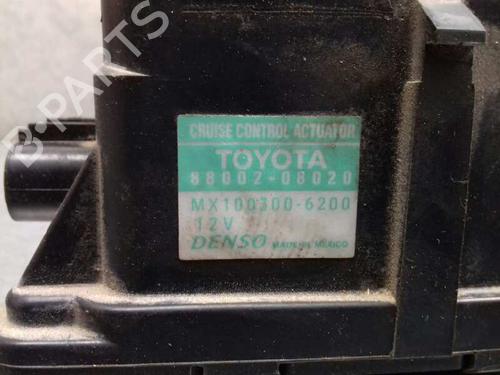 CRUISE CONTROL ACTUATOR
TOYOTA
88002-08020
MX100300-6200
12V
DENSO MADE IN MEXICO
B-PARTS